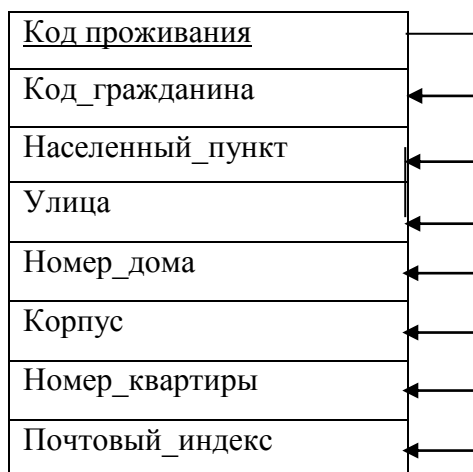 Код проживания
Код_гражданина
Населенный_пункт
Улица
Номер_дома
Корпус
Номер_квартиры
Почтовый_индекс